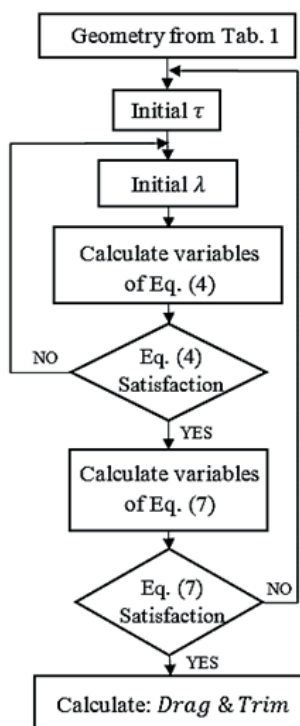 Geometry from Tab. 1
Initial τ
Initial λ
Calculate variables
of Eq. (4)
Eq. (4)
NO
Satisfaction
YES
Calculate variables
of Eq. (7)
Eq. (7)
NO
Satisfaction
YES
Calculate: Drag & Trim